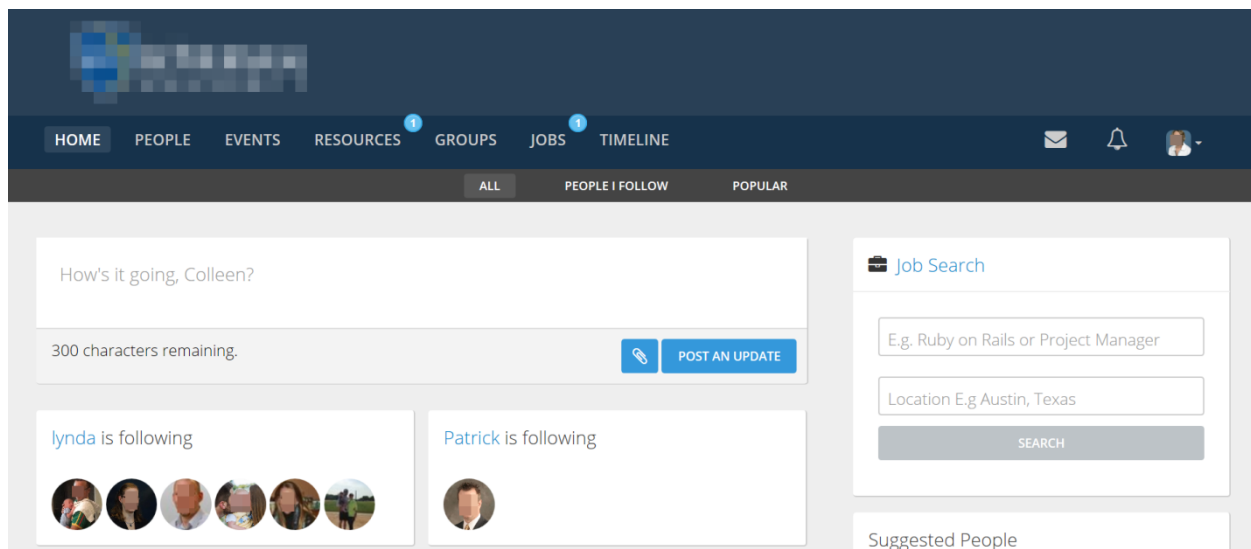 HOME PEOPLE EVENTS RESOURCES 1 GROUPS JOBS 1 TIMELINE
ALL PEOPLE I FOLLOW POPULAR
How's it going, Colleen?
300 characters remaining.
POST AN UPDATE
lynda is following
Patrick is following
Job Search
E.g. Ruby on Rails or Project Manager
Location E.g Austin, Texas
SEARCH
Suggested People